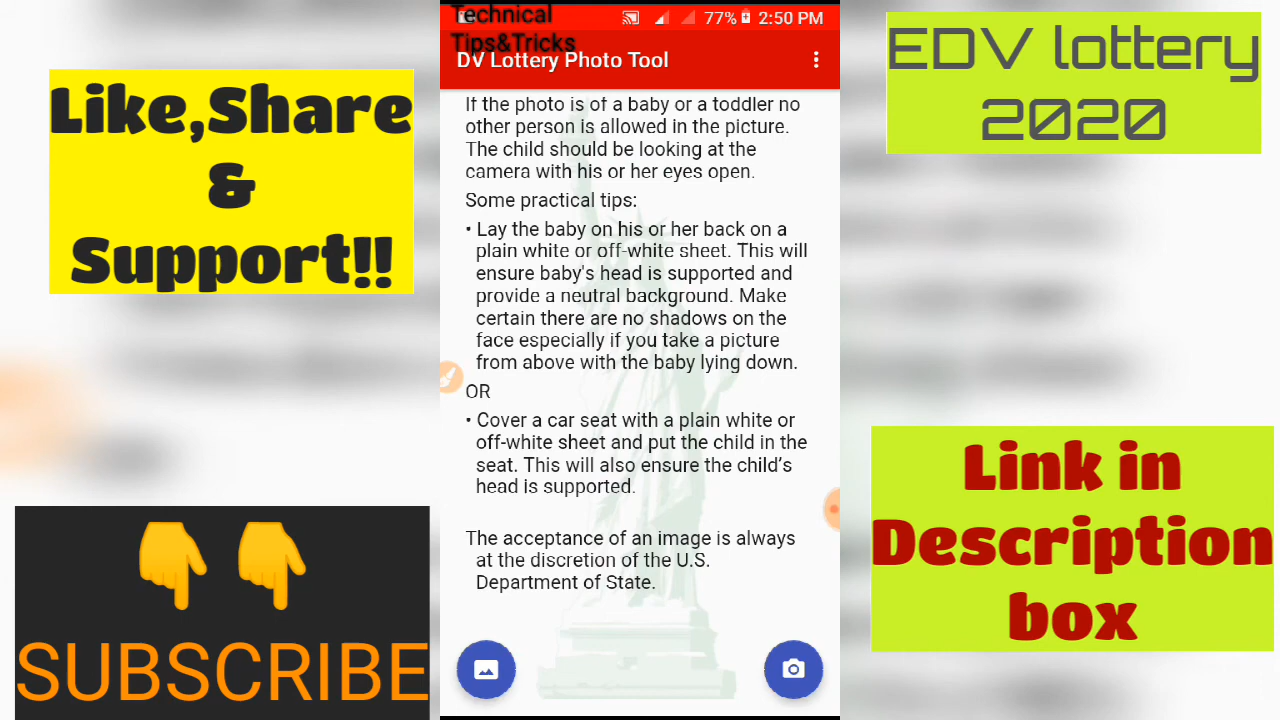 Like,Share
&
Support!!
SUBSCRIBE
Technical
Tips&Tricks
77% 2:50 PM
DV Lottery Photo Tool
If the photo is of a baby or a toddler no
other person is allowed in the picture.
The child should be looking at the
camera with his or her eyes open.
Some practical tips:
• Lay the baby on his or her back on a
plain white or off-white sheet. This will
ensure baby's head is supported and
provide a neutral background. Make
certain there are no shadows on the
face especially if you take a picture
from above with the baby lying down.
OR
• Cover a car seat with a plain white or
off-white sheet and put the child in the
seat. This will also ensure the child’s
head is supported.
The acceptance of an image is always
at the discretion of the U.S.
Department of State.
EDV lottery
2020
Link in
Description
box